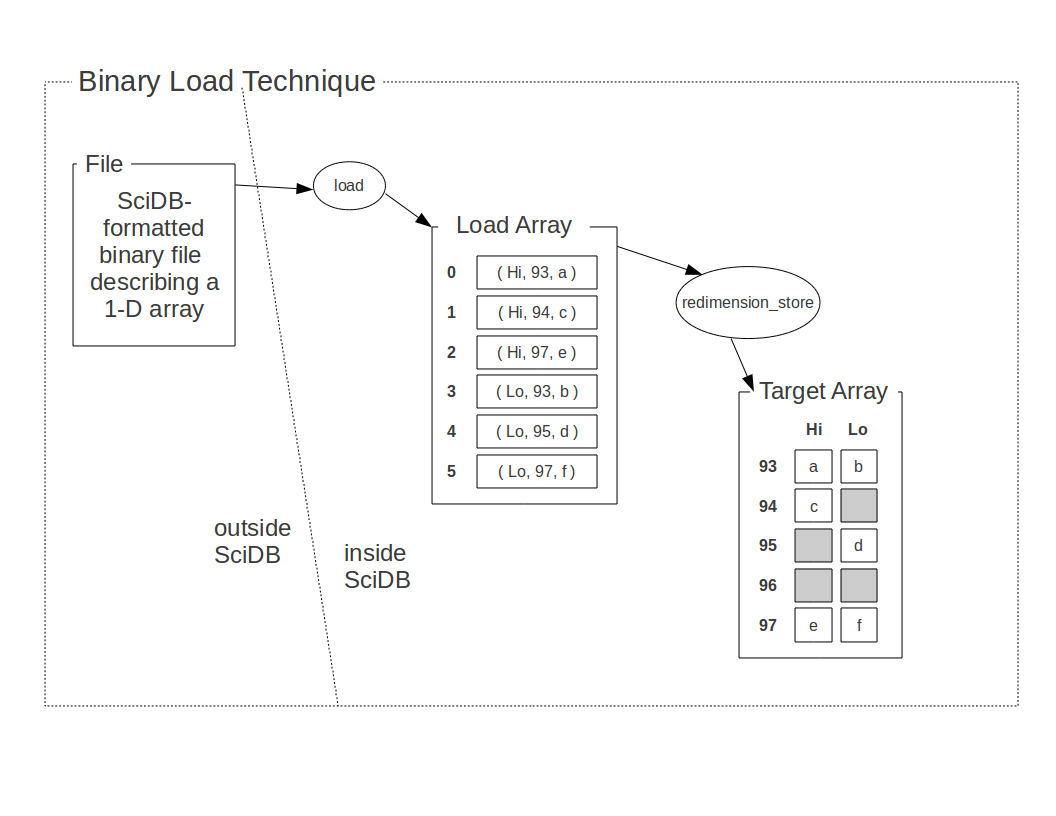 Binary Load Technique
File
SciDB-
formatted
binary file
describing a
1-D array
load
Load Array
0 ( Hi, 93, a )
1 ( Hi, 94, c )
2 ( Hi, 97, e )
3 ( Lo, 93, b )
4 ( Lo, 95, d )
5 ( Lo, 97, f )
redimension_store
Target Array
Hi Lo
93 a b
94 c
95 d
96
97 e f
outside
SciDB
inside
SciDB